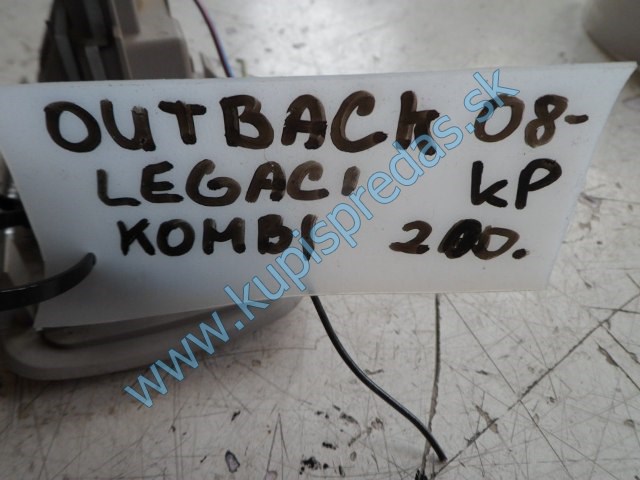 OUTBACK 08-
LEGACI KP
KOMBI 200.
www.kupispredas.sk